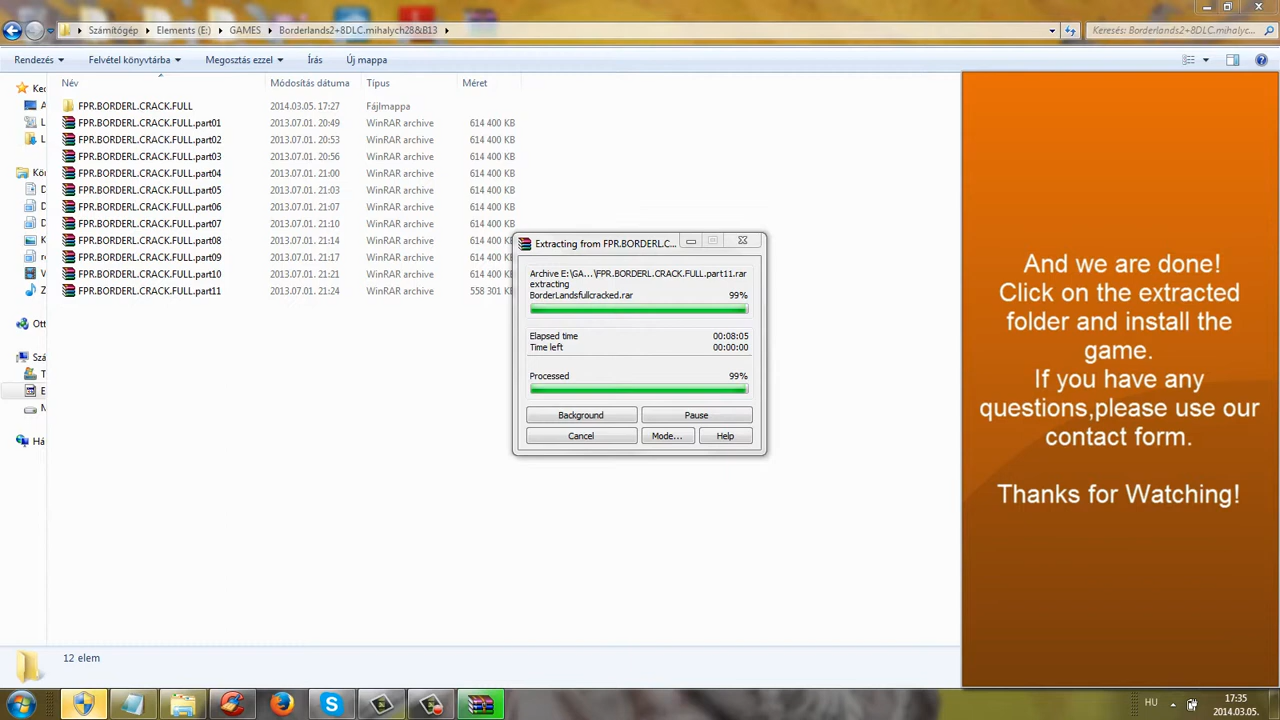 Számítógép ▸ Elements (E:) ▸ GAMES ▸ Borderlands2+8DLC.mihalych28&B13 ▸
Keresés: Borderlands2+8DLC.mihalyc...
Rendezés Felvétel könyvtárba Megosztás ezzel Írás Új mappa
Név Módosítás dátuma Típus Méret
FPR.BORDERL.CRACK.FULL 2014.03.05. 17:27 Fájlmappa
FPR.BORDERL.CRACK.FULL.part01 2013.07.01. 20:49 WinRAR archive 614 400 KB
FPR.BORDERL.CRACK.FULL.part02 2013.07.01. 20:53 WinRAR archive 614 400 KB
FPR.BORDERL.CRACK.FULL.part03 2013.07.01. 20:56 WinRAR archive 614 400 KB
FPR.BORDERL.CRACK.FULL.part04 2013.07.01. 21:00 WinRAR archive 614 400 KB
FPR.BORDERL.CRACK.FULL.part05 2013.07.01. 21:03 WinRAR archive 614 400 KB
FPR.BORDERL.CRACK.FULL.part06 2013.07.01. 21:07 WinRAR archive 614 400 KB
FPR.BORDERL.CRACK.FULL.part07 2013.07.01. 21:10 WinRAR archive 614 400 KB
FPR.BORDERL.CRACK.FULL.part08 2013.07.01. 21:14 WinRAR archive 614 400 KB
FPR.BORDERL.CRACK.FULL.part09 2013.07.01. 21:17 WinRAR archive 614 400 KB
FPR.BORDERL.CRACK.FULL.part10 2013.07.01. 21:21 WinRAR archive 614 400 KB
FPR.BORDERL.CRACK.FULL.part11 2013.07.01. 21:24 WinRAR archive 558 301 KB
Ked
A
L
L
Kör
D
D
K
re
V
Z
Ott
Szá
T
E
M
Há
Extracting from FPR.BORDERL.C...
Archive E:\GA...\FPR.BORDERL.CRACK.FULL.part11.rar
extracting
BorderLandsfullcracked.rar 99%
Elapsed time 00:08:05
Time left 00:00:00
Processed 99%
Background Pause
Cancel Mode... Help
And we are done!
Click on the extracted
folder and install the
game.
If you have any
questions,please use our
contact form.
Thanks for Watching!
12 elem
HU
17:35
2014.03.05.